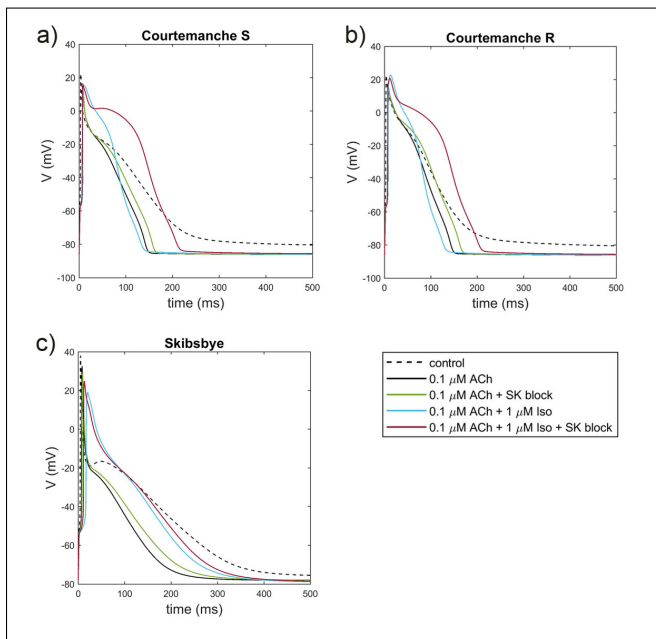 a)
Courtemanche S
40
20
0
-20
-40
-60
-80
-100
V (mV)
0 100 200 300 400 500
time (ms)
b)
Courtemanche R
40
20
0
-20
-40
-60
-80
-100
V (mV)
0 100 200 300 400 500
time (ms)
c)
Skibsbye
40
20
0
-20
-40
-60
-80
V (mV)
0 100 200 300 400 500
time (ms)
control
0.1 μM ACh
0.1 μM ACh + SK block
0.1 μM ACh + 1 μM Iso
0.1 μM ACh + 1 μM Iso + SK block